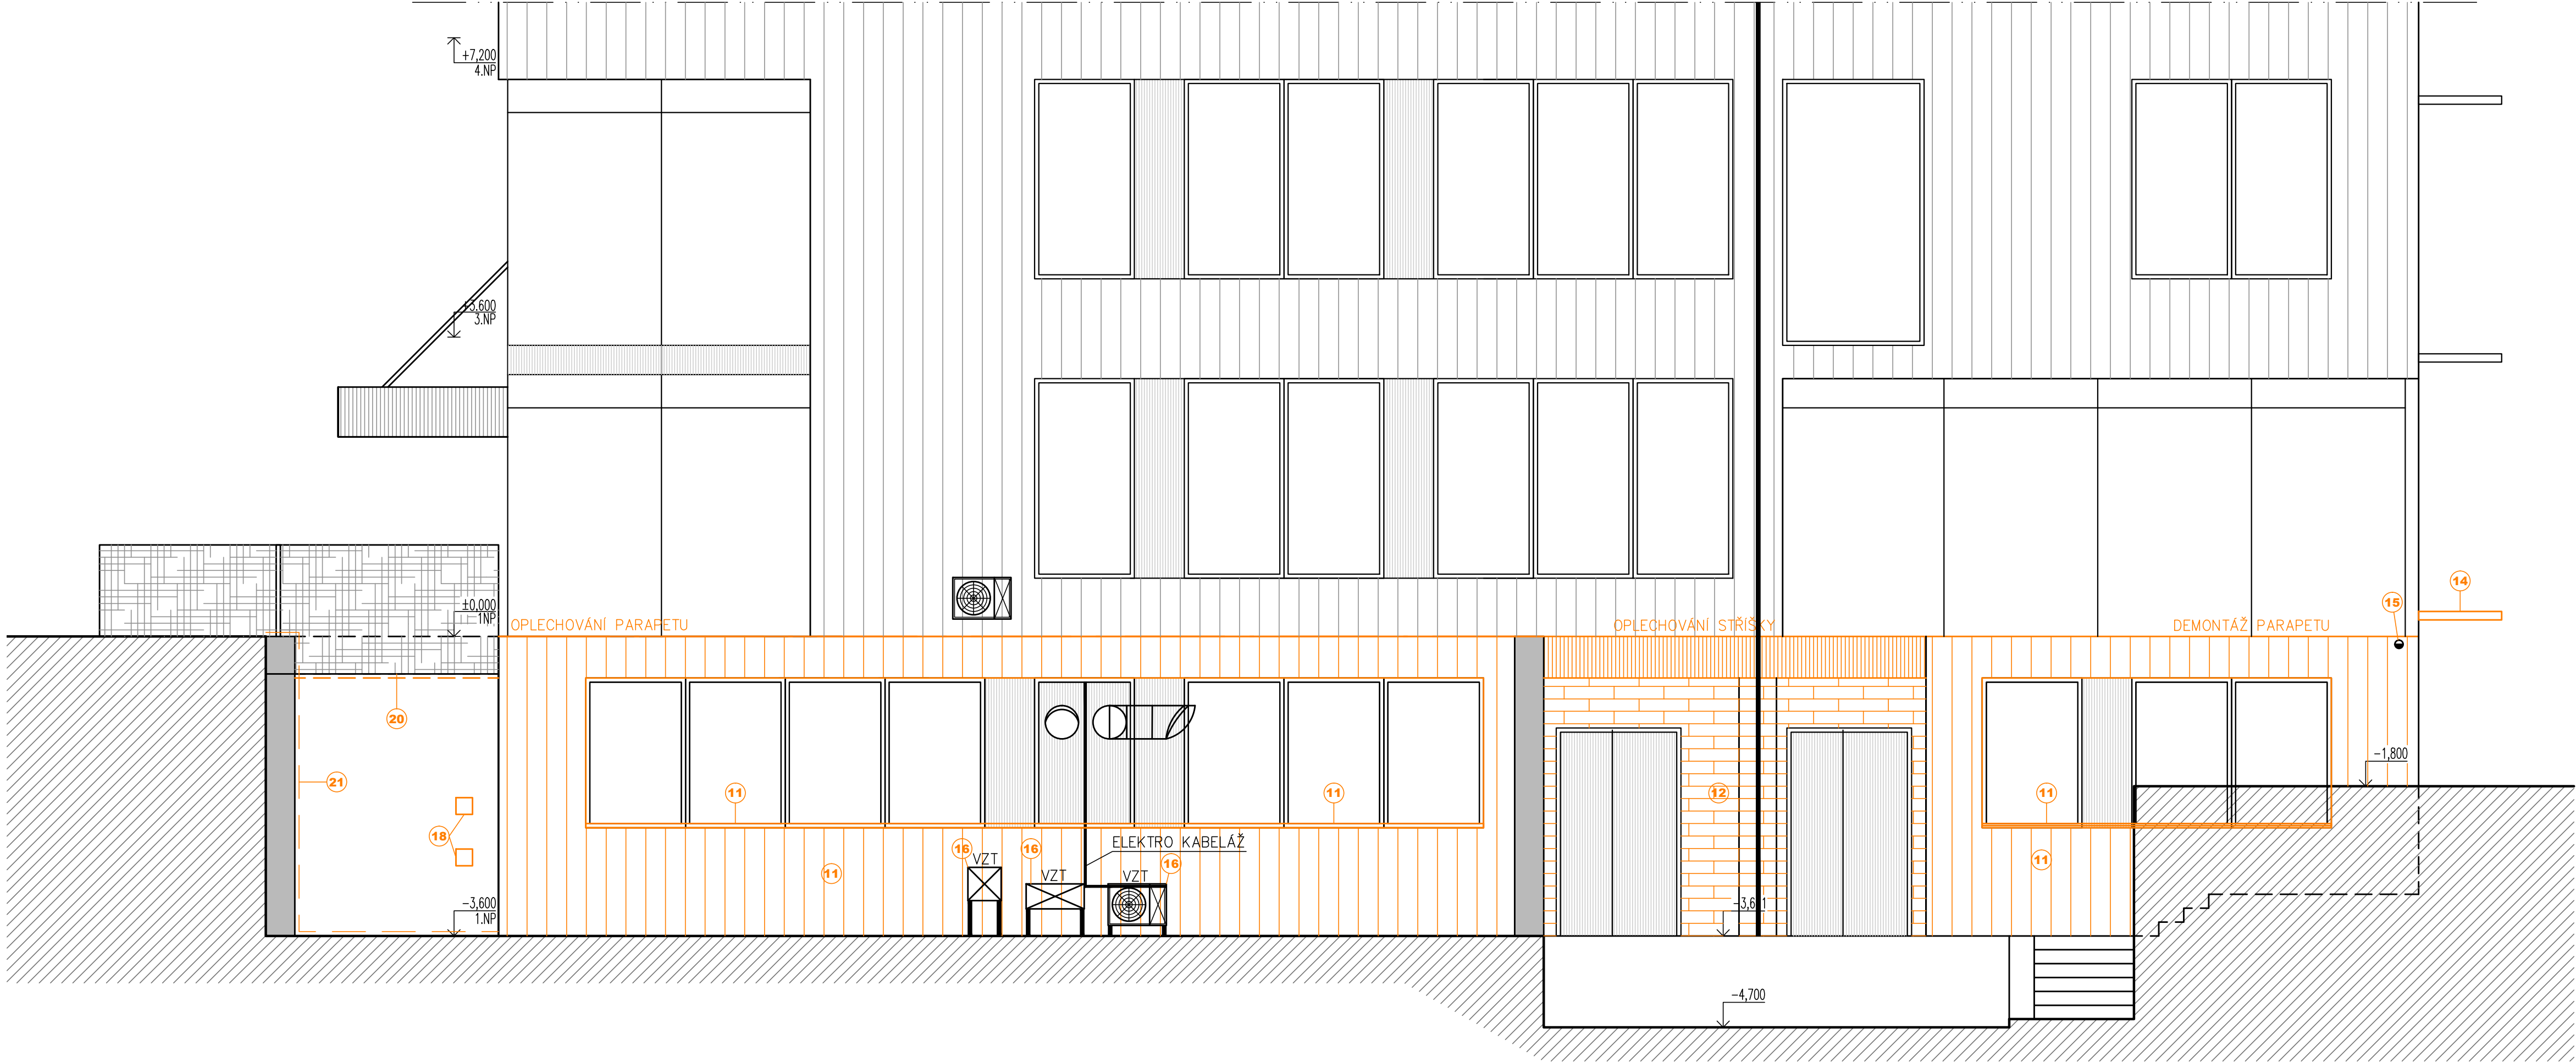 +7,200
4.NP
+3,600
3.NP
±0,000
1NP
14
15
OPLECHOVÁNÍ PARAPETU
OPLECHOVÁNÍ STŘÍŠKY
DEMONTÁŽ PARAPETU
20
-1,800
21
11
11
12
11
18
ELEKTRO KABELÁŽ
16
VZT
16
VZT
VZT
16
11
11
-3,600
1.NP
-4,700